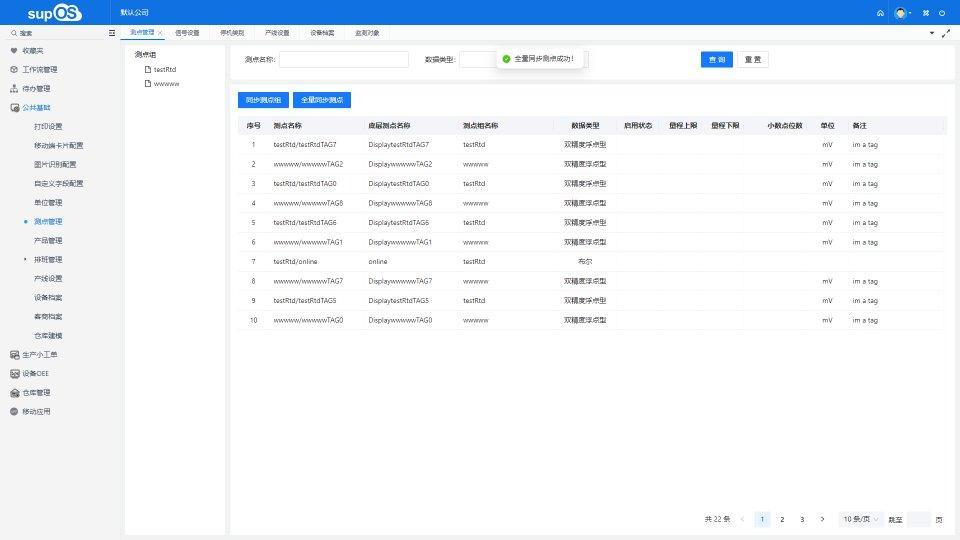 supOS
默认公司
搜索
测点管理
信号设置
停机类别
产线设置
设备档案
监测对象
收藏夹
工作流管理
待办管理
公共基础
打印设置
移动端卡片配置
图片识别配置
自定义字段配置
单位管理
测点管理
产品管理
排班管理
产线设置
设备档案
客商档案
仓库建模
生产小工单
设备OEE
仓库管理
移动应用
测点组
testRtd
wwwww
测点名称:
数据类型:
全量同步测点成功!
查 询
重 置
同步测点组
全量同步测点
序号 测点名称 底层测点名称 测点组名称 数据类型 启用状态 量程上限 量程下限 小数点位数 单位 备注
1 testRtd/testRtdTAG7 DisplaytestRtdTAG7 testRtd 双精度浮点型 mV im a tag
2 wwwww/wwwwwTAG2 DisplaywwwwwTAG2 wwwww 双精度浮点型 mV im a tag
3 testRtd/testRtdTAG0 DisplaytestRtdTAG0 testRtd 双精度浮点型 mV im a tag
4 wwwww/wwwwwTAG8 DisplaywwwwwTAG8 wwwww 双精度浮点型 mV im a tag
5 testRtd/testRtdTAG6 DisplaytestRtdTAG6 testRtd 双精度浮点型 mV im a tag
6 wwwww/wwwwwTAG1 DisplaywwwwwTAG1 wwwww 双精度浮点型 mV im a tag
7 testRtd/online online testRtd 布尔
8 wwwww/wwwwwTAG7 DisplaywwwwwTAG7 wwwww 双精度浮点型 mV im a tag
9 testRtd/testRtdTAG5 DisplaytestRtdTAG5 testRtd 双精度浮点型 mV im a tag
10 wwwww/wwwwwTAG0 DisplaywwwwwTAG0 wwwww 双精度浮点型 mV im a tag
共 22 条 1 2 3 10 条/页 跳至 页